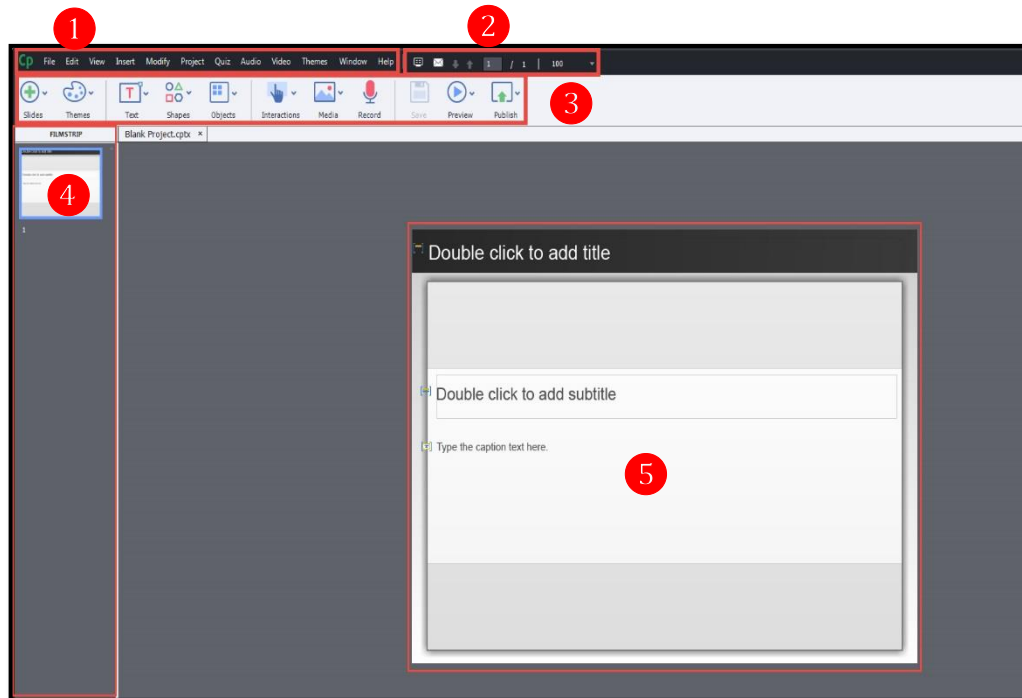 1
2
Cp File Edit View Insert Modify Project Quiz Audio Video Themes Window Help 1 / 1 | 100
3
Slides Themes Text Shapes Objects Interactions Media Record Save Preview Publish
FILMSTRIP Blank Project.cptx ×
4
1
Double click to add title
Double click to add subtitle
Type the caption text here.
5